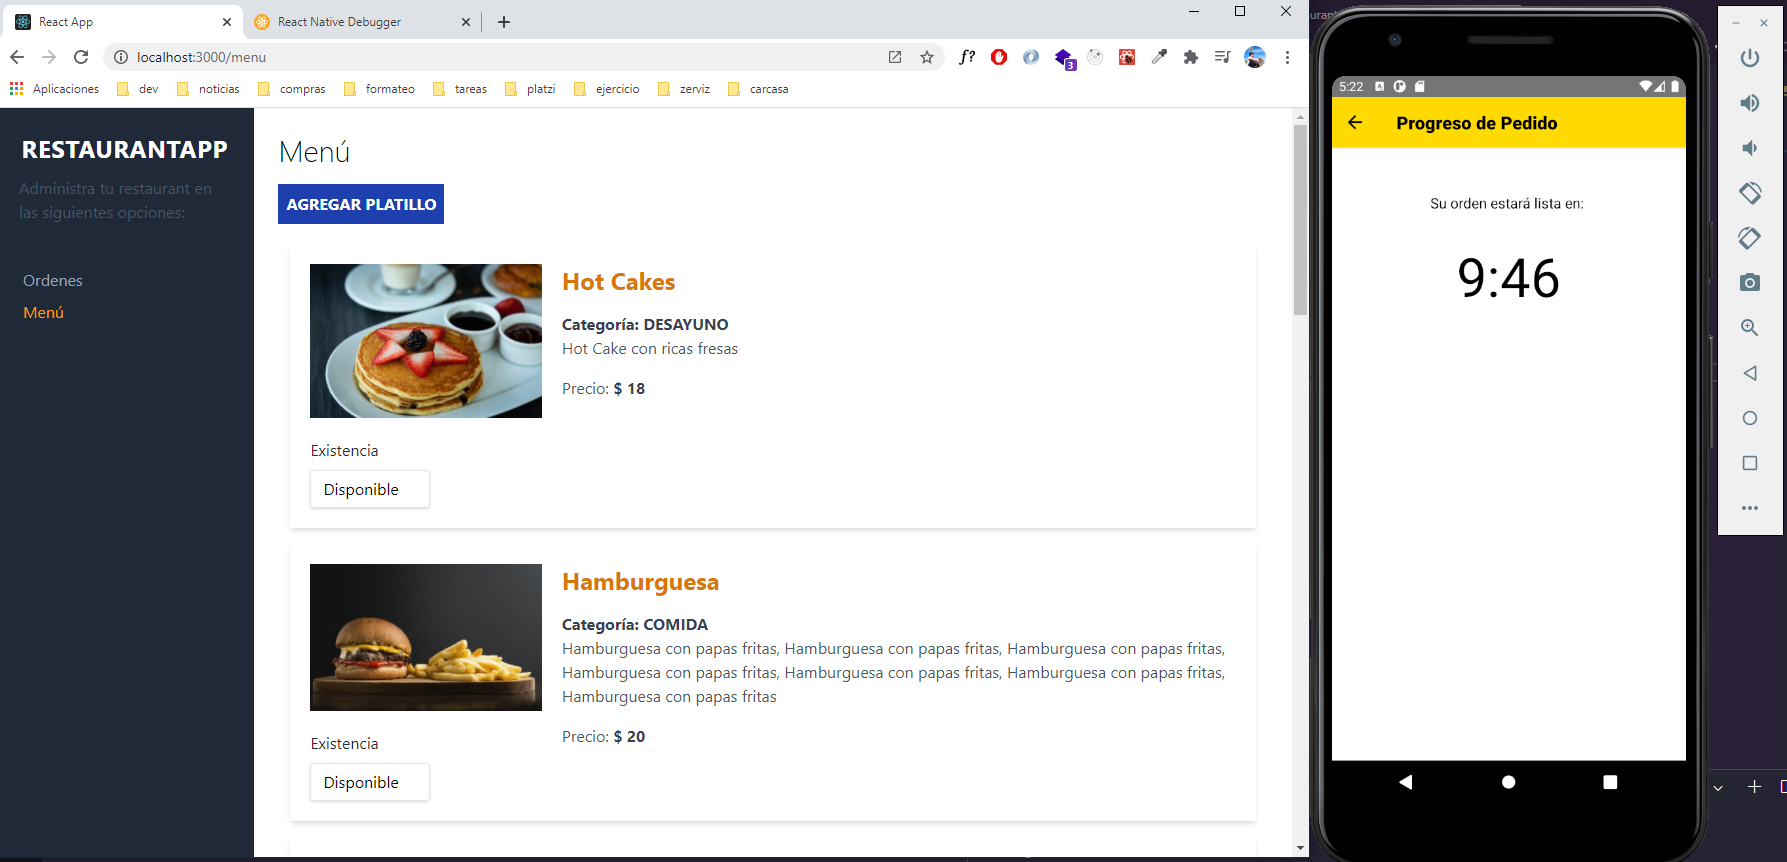 React App
React Native Debugger
localhost:3000/menu
f?
3
Aplicaciones
dev
noticias
compras
formateo
tareas
platzi
ejercicio
zerviz
carcasa
RESTAURANTAPP
Administra tu restaurant en
las siguientes opciones:
Ordenes
Menú
Menú
AGREGAR PLATILLO
Hot Cakes
Categoría: DESAYUNO
Hot Cake con ricas fresas
Precio: $ 18
Existencia
Disponible
Hamburguesa
Categoría: COMIDA
Hamburguesa con papas fritas, Hamburguesa con papas fritas, Hamburguesa con papas fritas,
Hamburguesa con papas fritas, Hamburguesa con papas fritas, Hamburguesa con papas fritas,
Hamburguesa con papas fritas
Precio: $ 20
Existencia
Disponible
5:22
Progreso de Pedido
Su orden estará lista en:
9:46